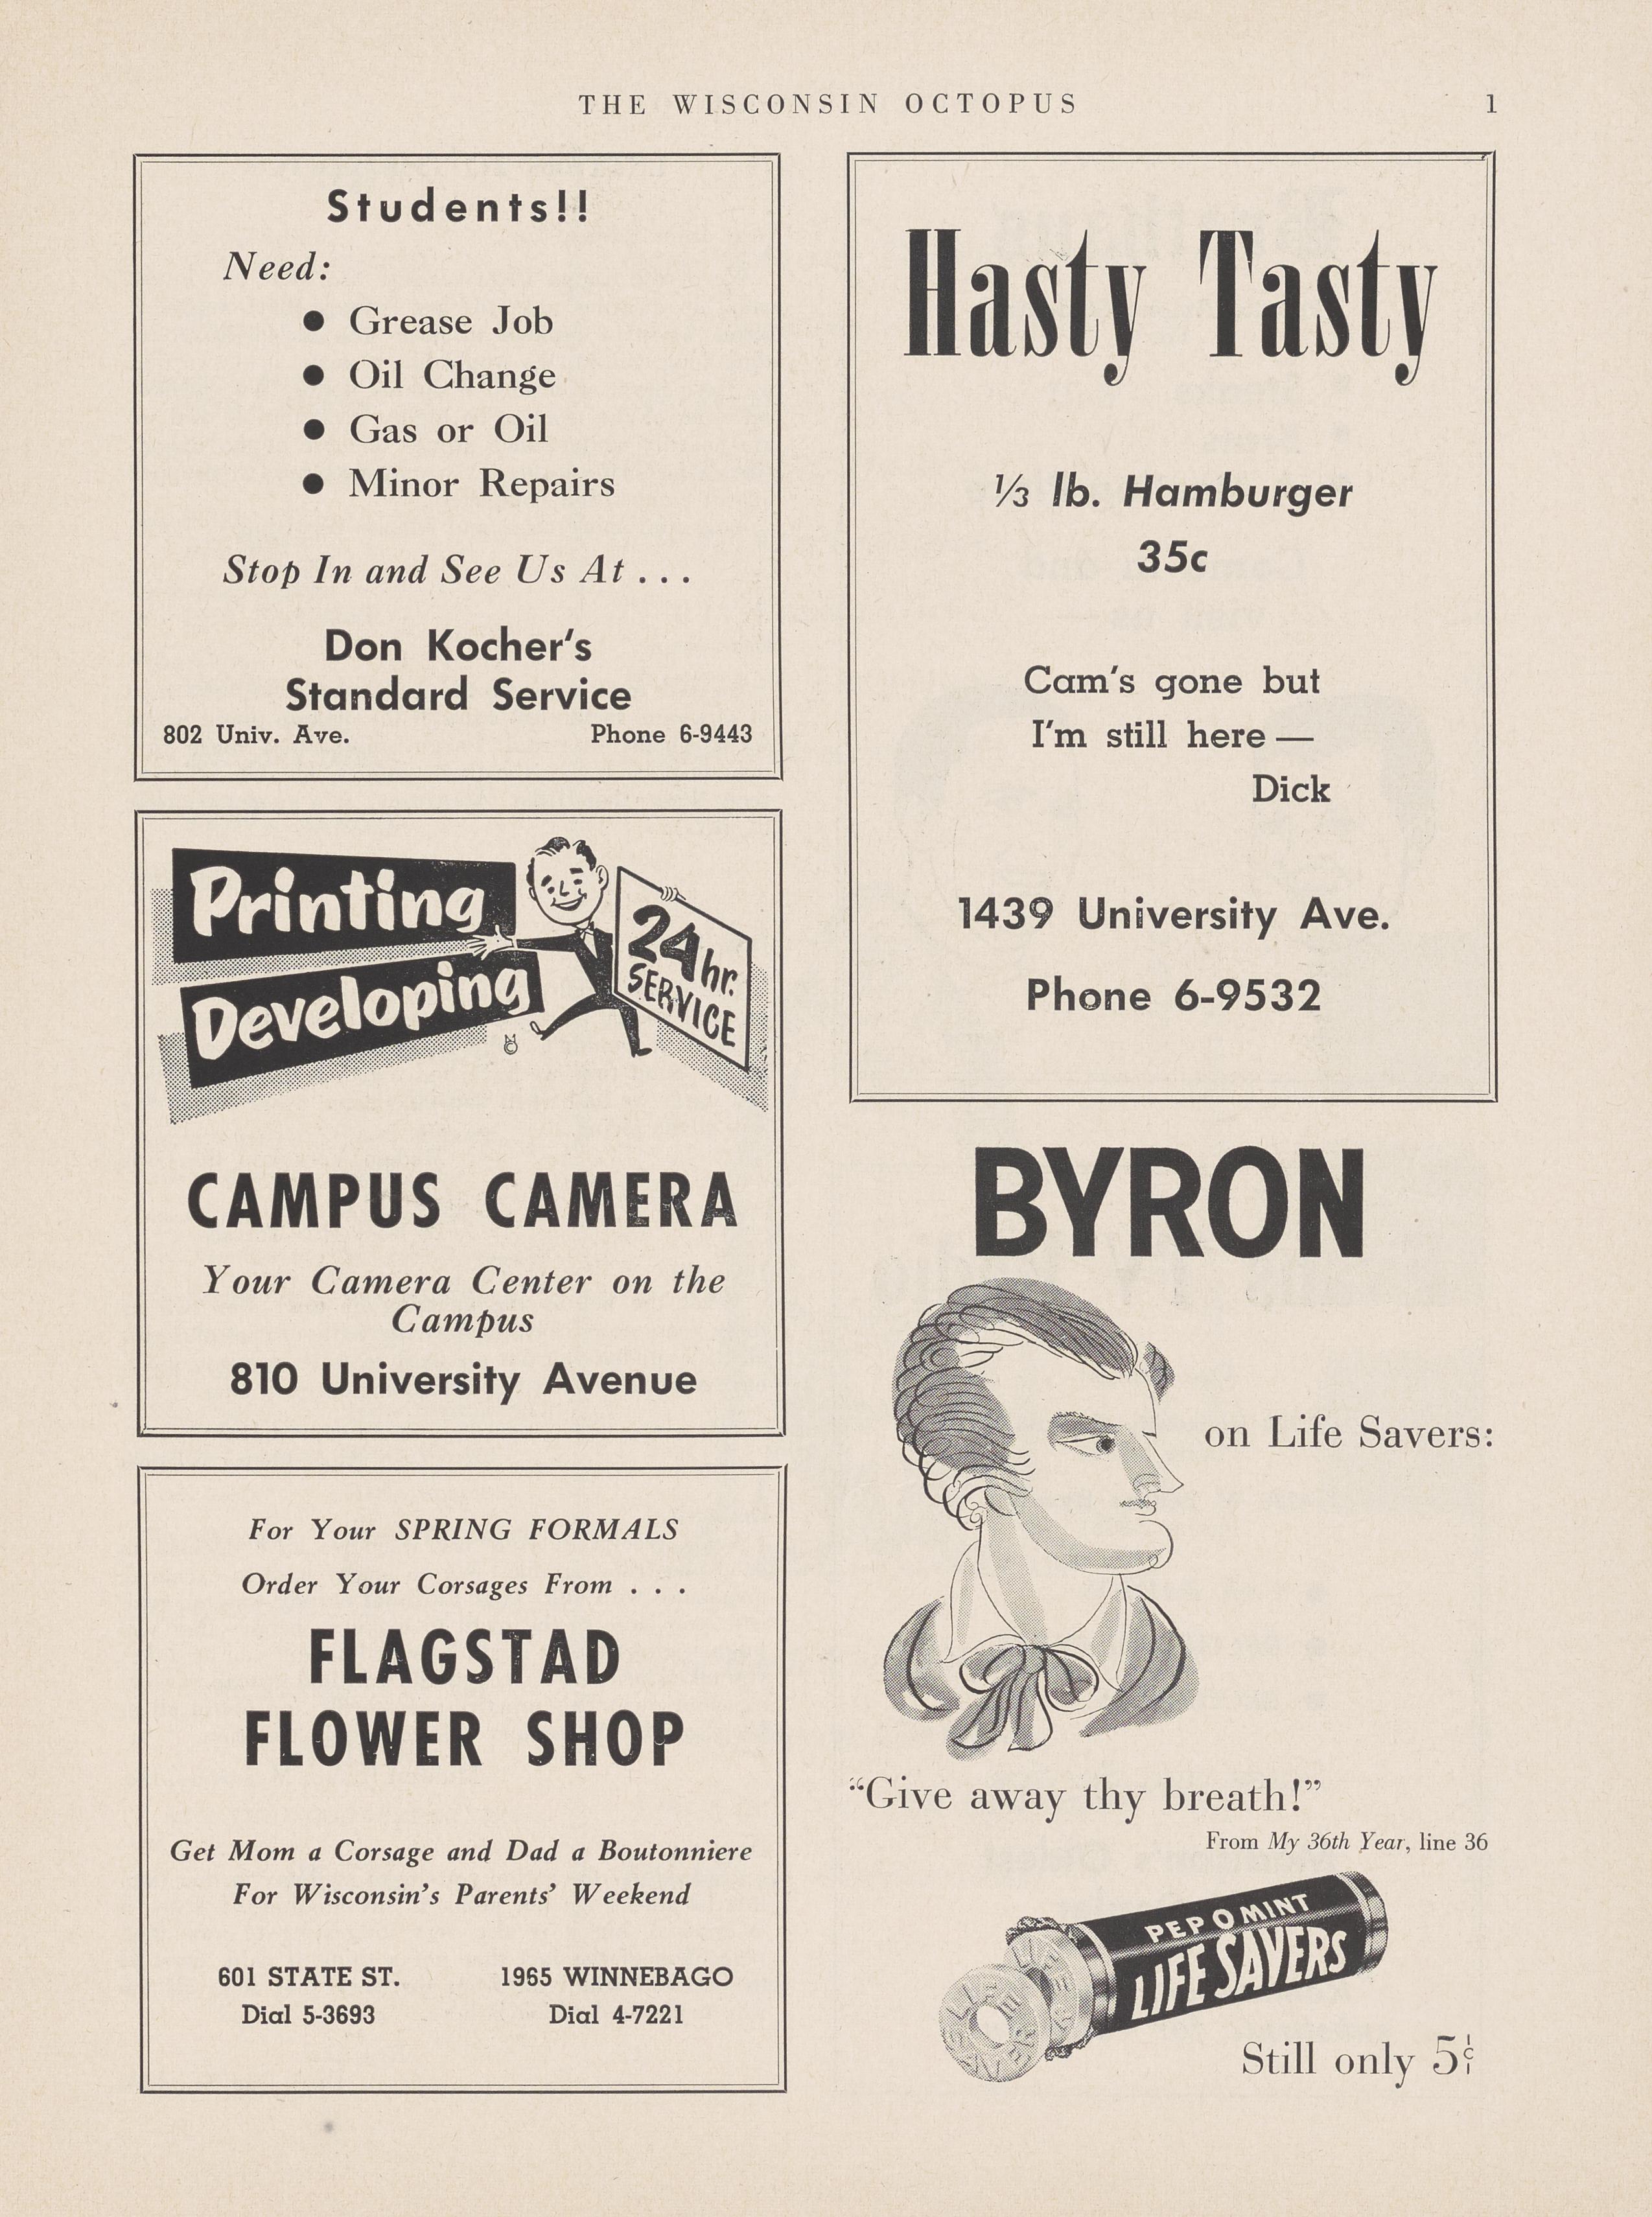 THE WISCONSIN OCTOPUS 1
Students!!
Need:
● Grease Job
● Oil Change
● Gas or Oil
● Minor Repairs
Stop In and See Us At . . .
Don Kocher's
Standard Service
802 Univ. Ave. Phone 6-9443
Printing
Developing
24 hr.
SERVICE
CAMPUS CAMERA
Your Camera Center on the
Campus
810 University Avenue
For Your SPRING FORMALS
Order Your Corsages From . . .
FLAGSTAD
FLOWER SHOP
Get Mom a Corsage and Dad a Boutonniere
For Wisconsin's Parents' Weekend
601 STATE ST. 1965 WINNEBAGO
Dial 5-3693 Dial 4-7221
Hasty Tasty
⅓ lb. Hamburger
35c
Cam's gone but
I'm still here —
Dick
1439 University Ave.
Phone 6-9532
BYRON
on Life Savers:
“Give away thy breath!”
From My 36th Year, line 36
PEP O MINT
LIFE SAVERS
LIFE
SAVER
LIFE
Still only 5¢